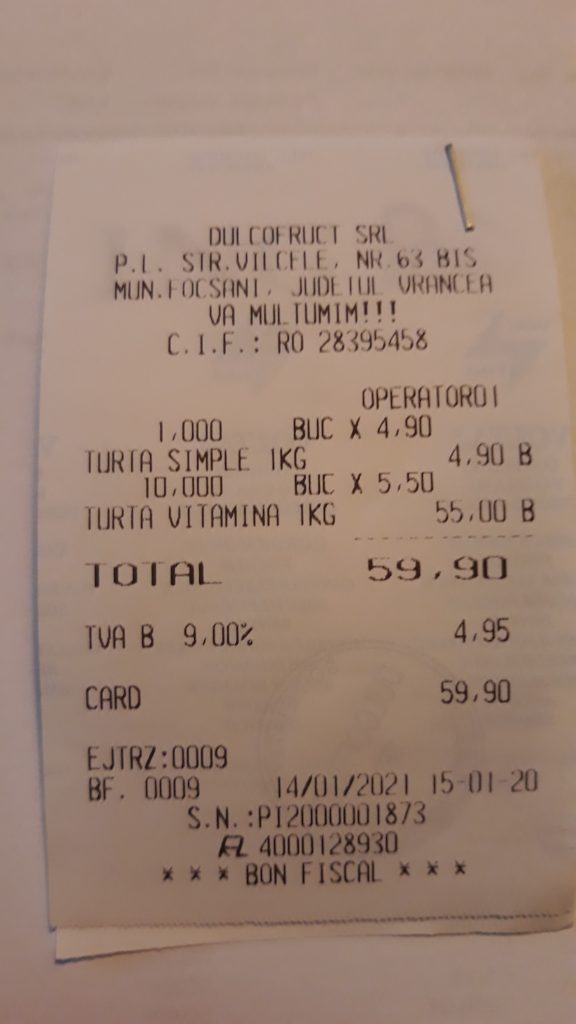 DULCOFRUCT SRL
P.L. STR.VILCELE, NR.63 BIS
MUN.FOCSANI, JUDETUL VRANCEA
VA MULTUMIM!!!
C.I.F.: RO 28395458
OPERATOR01
1,000 BUC X 4,90
TURTA SIMPLE 1KG 4,90 B
10,000 BUC X 5,50
TURTA VITAMINA 1KG 55,00 B
TOTAL 59,90
TVA B 9,00% 4,95
CARD 59,90
EJTRZ:0009
BF. 0009 14/01/2021 15-01-20
S.N.:PI2000001873
4000128930
* * * BON FISCAL * * *